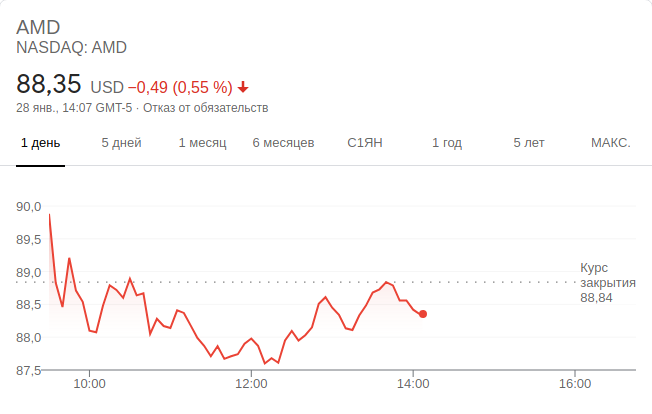 AMD
NASDAQ: AMD
88,35 USD −0,49 (0,55 %)
28 янв., 14:07 GMT-5 · Отказ от обязательств
1 день 5 дней 1 месяц 6 месяцев С1ЯН 1 год 5 лет МАКС.
90,0
89,5
89,0
88,5
88,0
87,5
Курс
закрытия
88,84
10:00 12:00 14:00 16:00